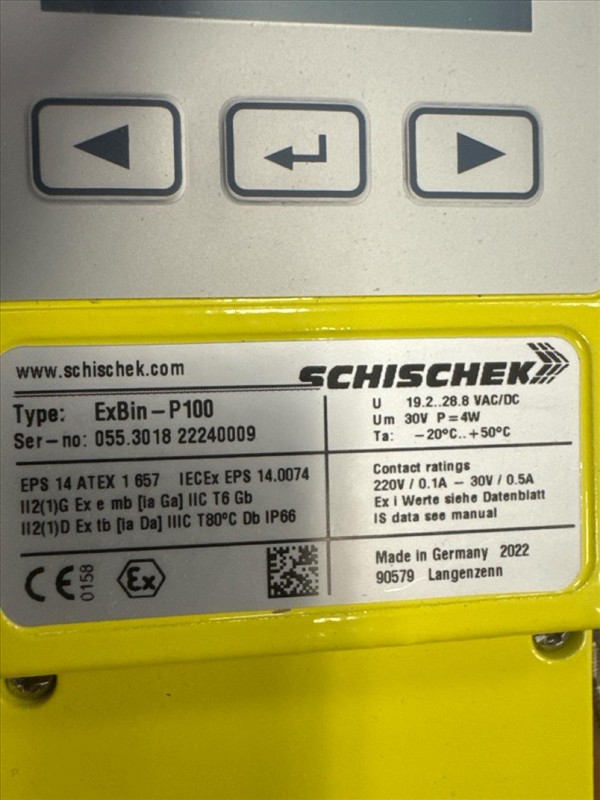 www.schischek.com
SCHISCHEK
Type: ExBin-P100
Ser-no: 055.3018 22240009
U 19.2..28.8 VAC/DC
Um 30V P=4W
Ta: -20°C..+50°C
EPS 14 ATEX 1 657 IECEx EPS 14.0074
II2(1)G Ex e mb [ia Ga] IIC T6 Gb
II2(1)D Ex tb [ia Da] IIIC T80°C Db IP66
Contact ratings
220V / 0.1A - 30V / 0.5A
Ex i Werte siehe Datenblatt
IS data see manual
CE 0158
Ex
Made in Germany 2022
90579 Langenzenn